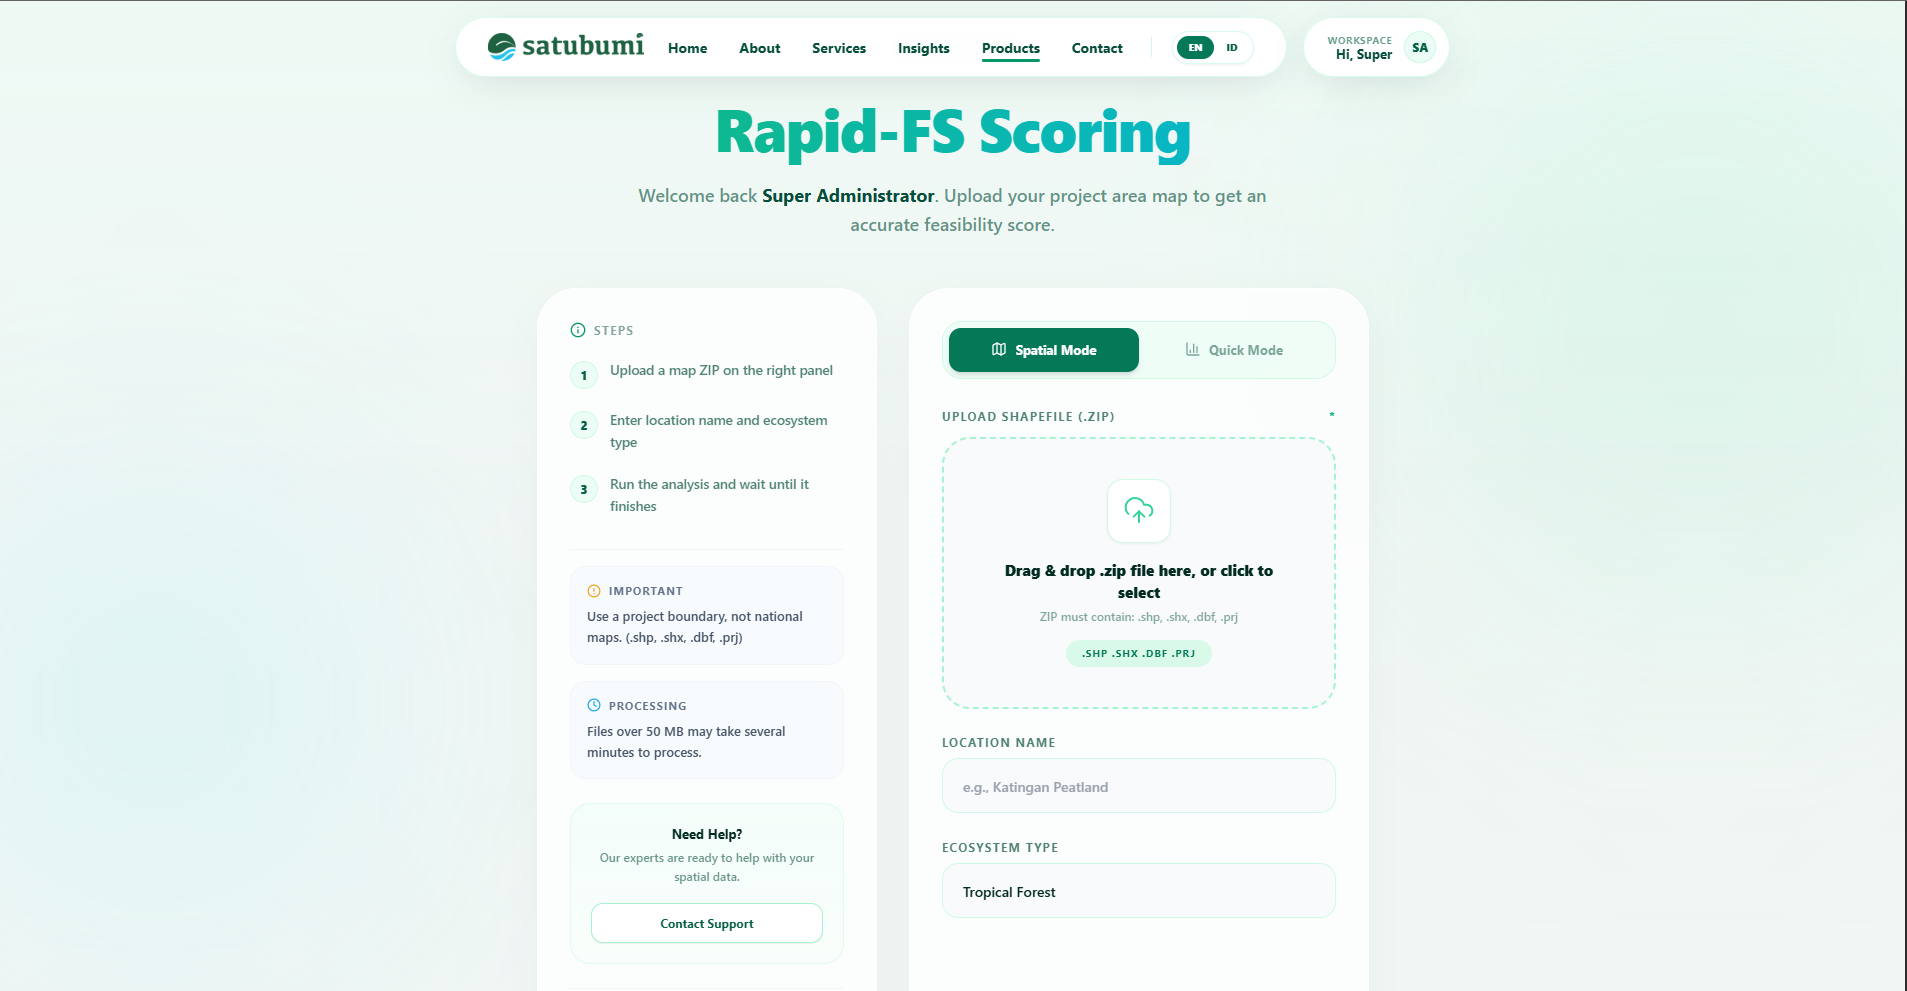 satubumi
Home
About
Services
Insights
Products
Contact
EN
ID
WORKSPACE
Hi, Super
SA
Rapid-FS Scoring
Welcome back Super Administrator. Upload your project area map to get an
accurate feasibility score.
STEPS
1
Upload a map ZIP on the right panel
2
Enter location name and ecosystem
type
3
Run the analysis and wait until it
finishes
IMPORTANT
Use a project boundary, not national
maps. (.shp, .shx, .dbf, .prj)
PROCESSING
Files over 50 MB may take several
minutes to process.
Need Help?
Our experts are ready to help with your
spatial data.
Contact Support
Spatial Mode
Quick Mode
UPLOAD SHAPEFILE (.ZIP)
*
Drag & drop .zip file here, or click to
select
ZIP must contain: .shp, .shx, .dbf, .prj
.SHP .SHX .DBF .PRJ
LOCATION NAME
e.g., Katingan Peatland
ECOSYSTEM TYPE
Tropical Forest